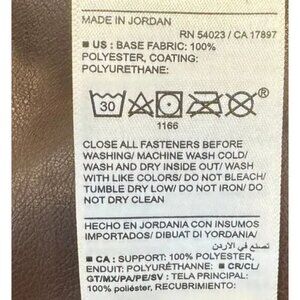 MADE IN JORDAN
RN 54023 / CA 17897
■ US : BASE FABRIC: 100%
POLYESTER, COATING:
POLYURETHANE:
30
®
1166
CLOSE ALL FASTENERS BEFORE
WASHING/ MACHINE WASH COLD/
WASH AND DRY INSIDE OUT/ WASH
WITH LIKE COLORS/ DO NOT BLEACH/
TUMBLE DRY LOW/ DO NOT IRON/ DO
NOT DRY CLEAN
HECHO EN JORDANIA CON INSUMOS
IMPORTADOS/ DIBUAT DI YORDANIA/
صنع في الاردن
■ CA : SUPPORT: 100% POLYESTER,
ENDUIT: POLYURÉTHANNE: ■ CR/CL/
GT/MX/PA/PE/SV : TELA PRINCIPAL:
100% poliéster, RECUBRIMIENTO: